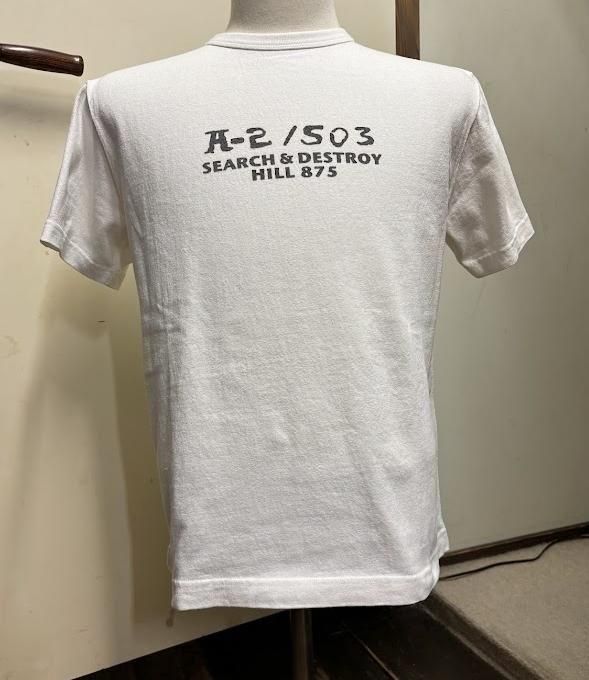 A-2/503
SEARCH & DESTROY
HILL 875